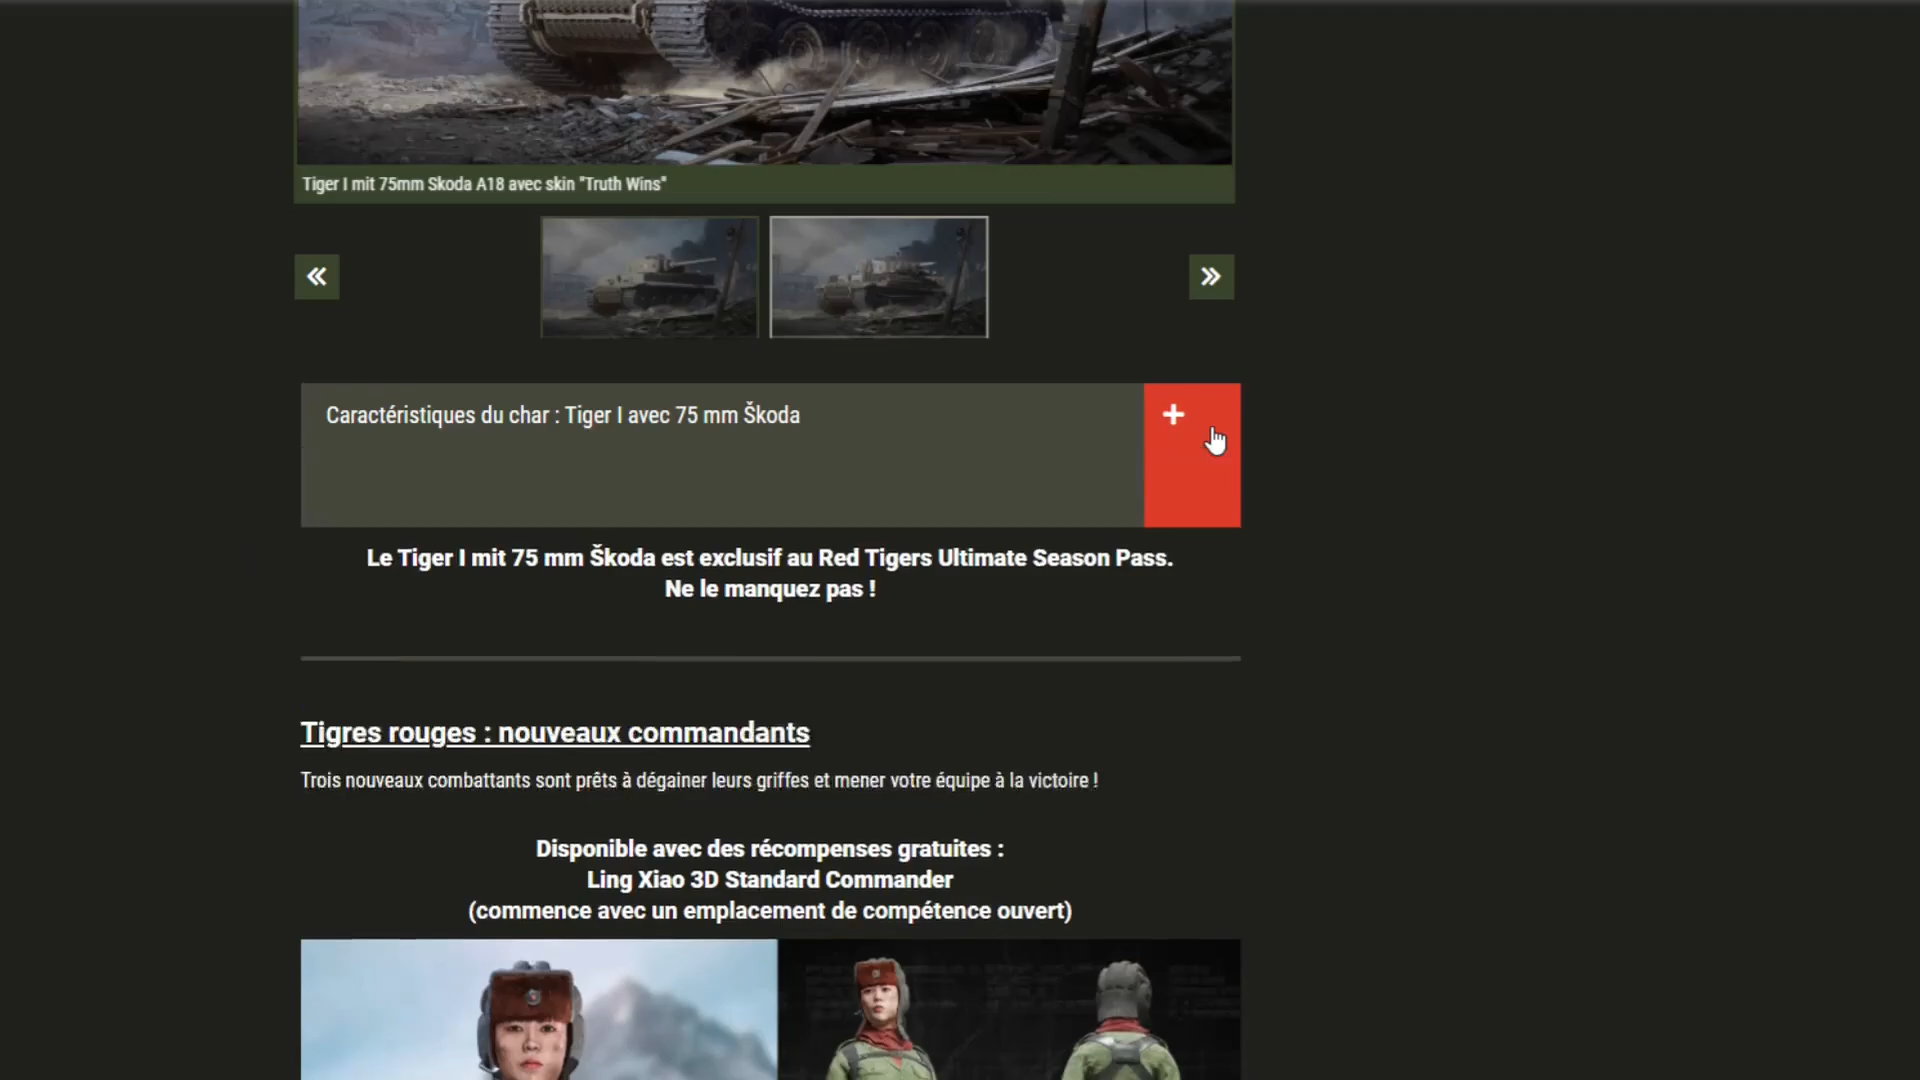 Tiger I mit 75mm Skoda A18 avec skin "Truth Wins"
Caractéristiques du char : Tiger I avec 75 mm Škoda
Le Tiger I mit 75 mm Škoda est exclusif au Red Tigers Ultimate Season Pass.
Ne le manquez pas !
Tigres rouges : nouveaux commandants
Trois nouveaux combattants sont prêts à dégainer leurs griffes et mener votre équipe à la victoire !
Disponible avec des récompenses gratuites :
Ling Xiao 3D Standard Commander
(commence avec un emplacement de compétence ouvert)